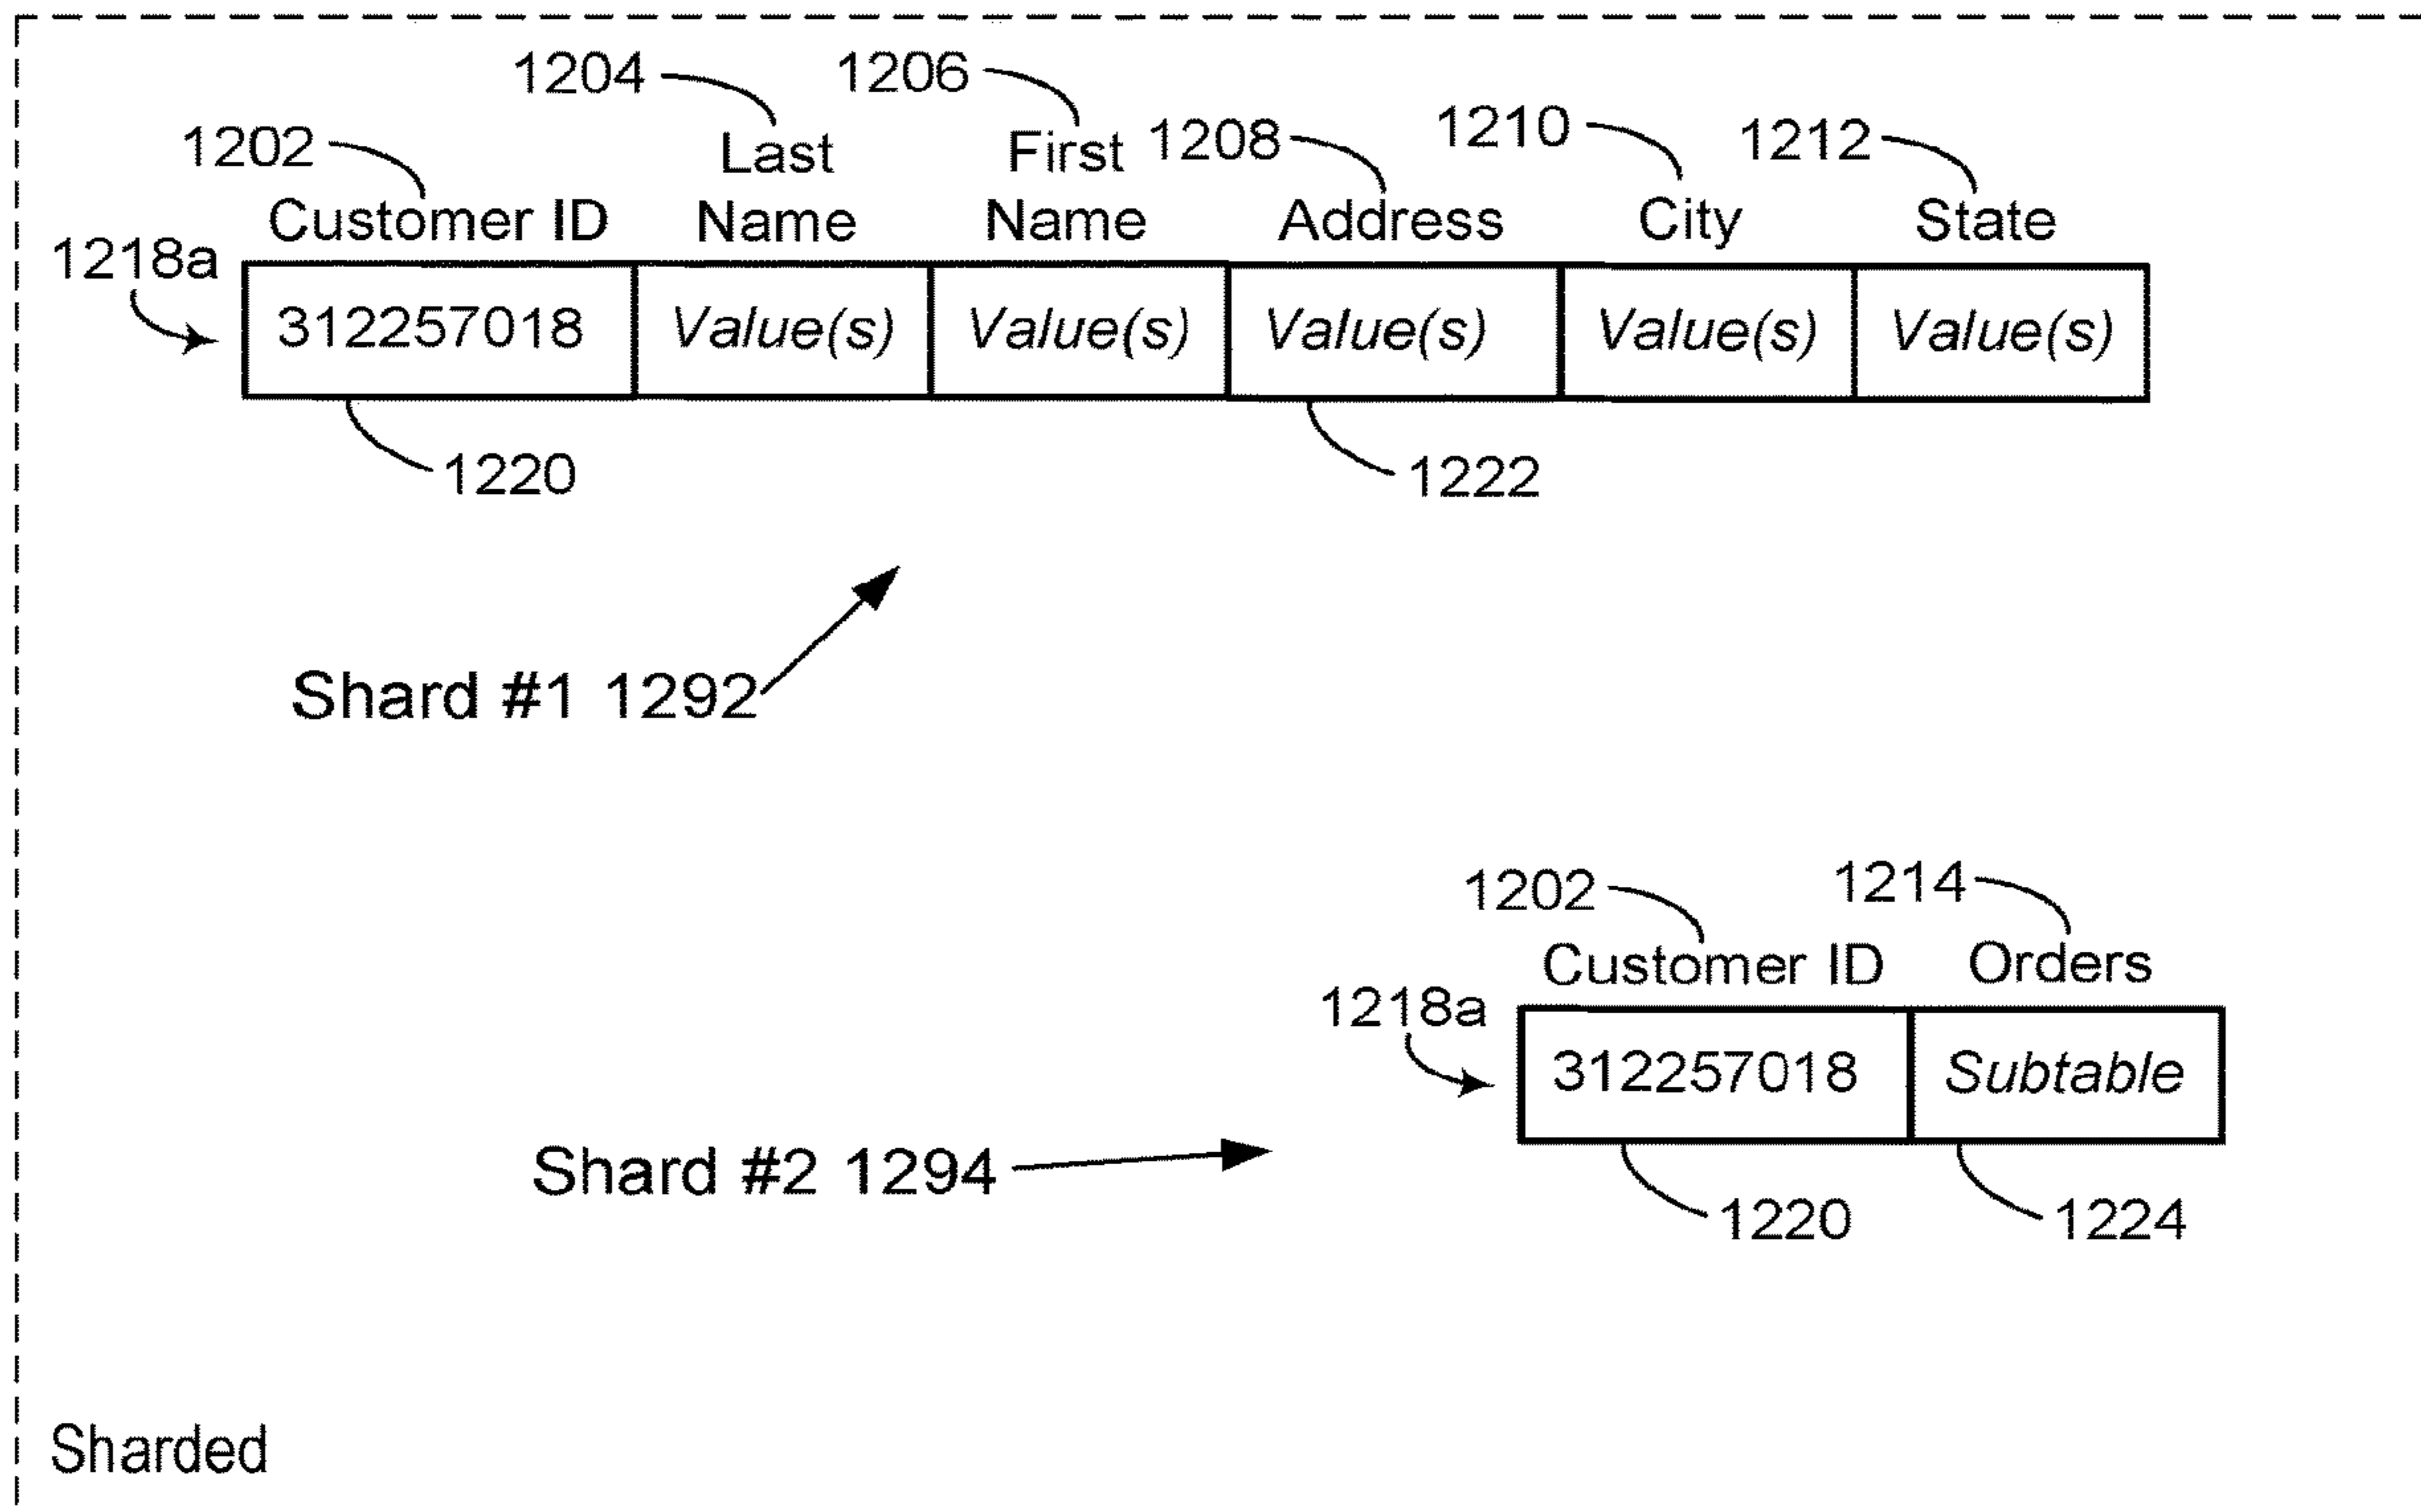 1204 1206
1202 Last First 1208 1210 1212
Customer ID Name Name Address City State
1218a
312257018 Value(s) Value(s) Value(s) Value(s) Value(s)
1220 1222
Shard #1 1292
1202 1214
Customer ID Orders
1218a
312257018 Subtable
Shard #2 1294
1220 1224
Sharded